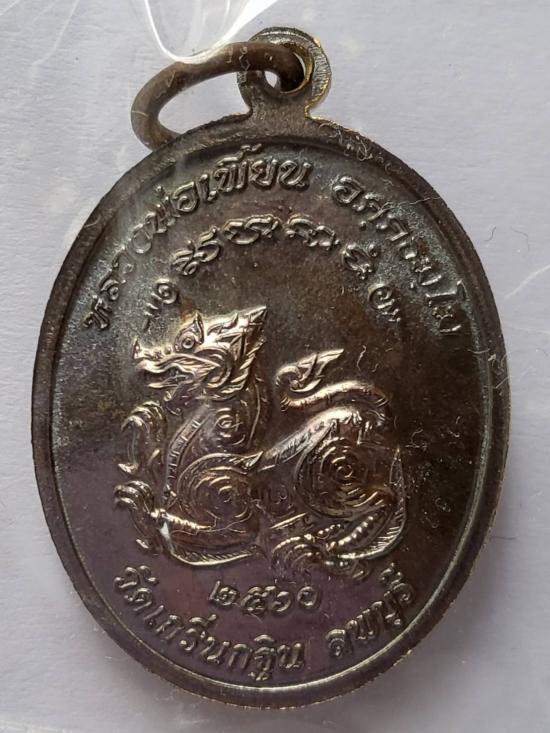 หลวงพ่อเพี้ยน อคฺคธมฺโม
๒๕๖๐
วัดเกริ่นกฐิน ลพบุรี